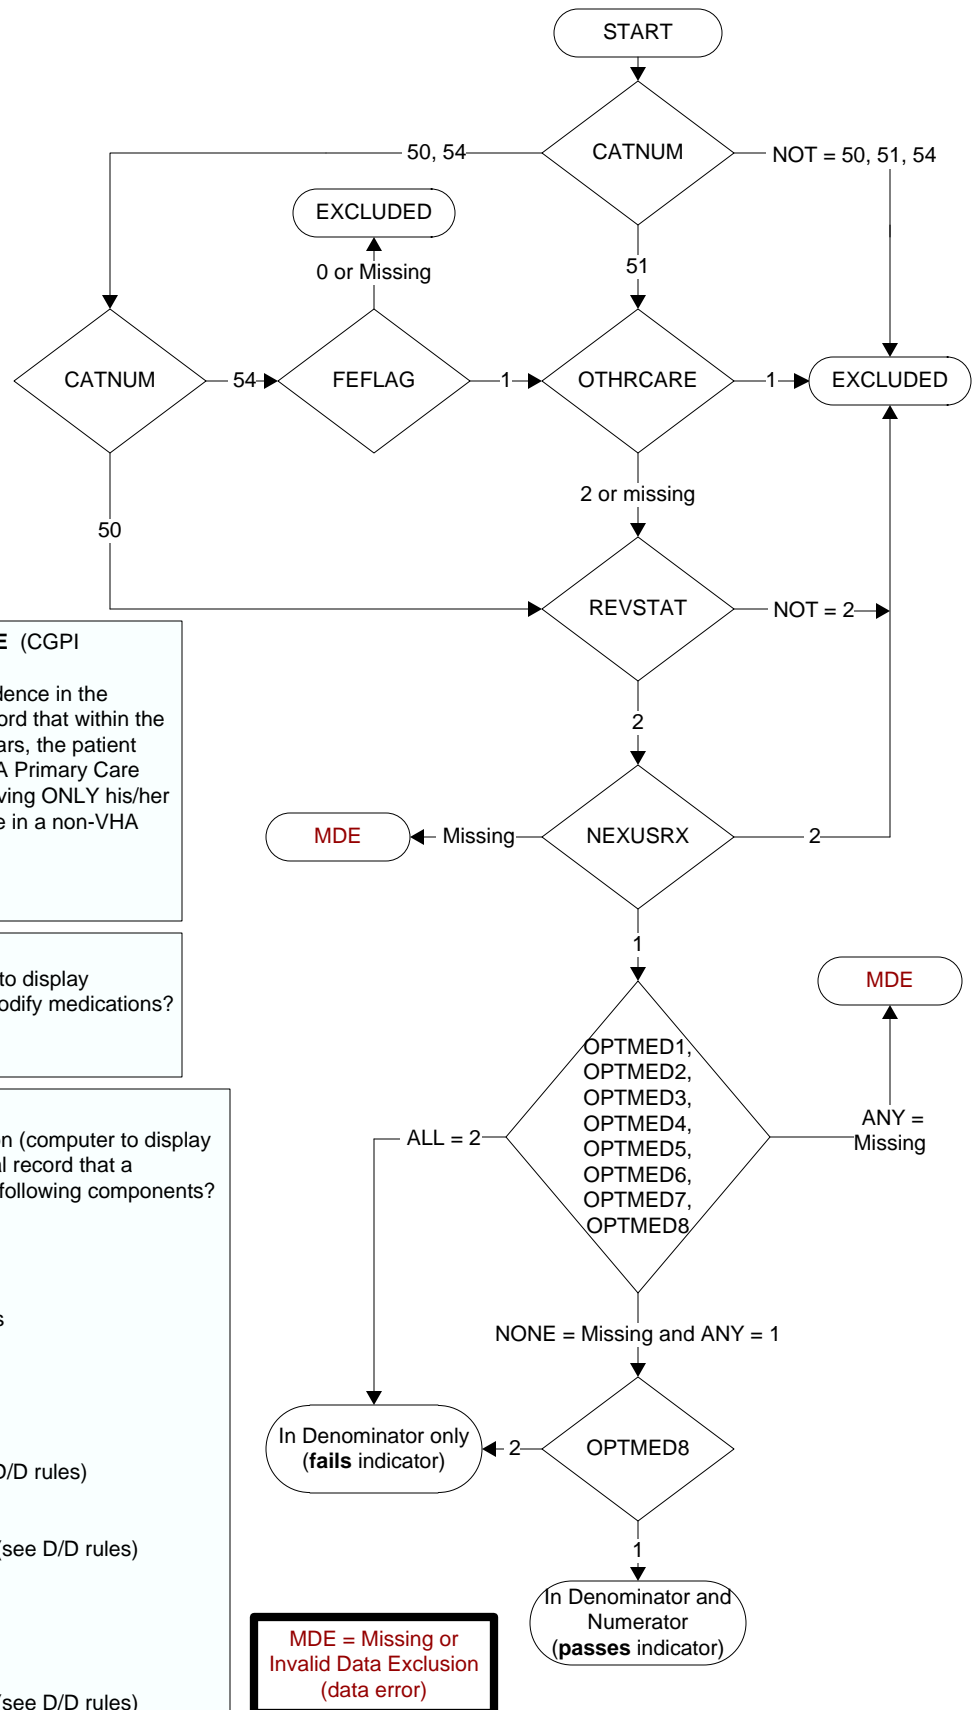 START
CATNUM
50, 54
NOT = 50, 51, 54
EXCLUDED
0 or Missing
51
CATNUM
54
FEFLAG
1
OTHRCARE
1
EXCLUDED
2 or missing
50
REVSTAT
NOT = 2
E (CGPI
dence in the
ord that within the
ars, the patient
A Primary Care
ving ONLY his/her
e in a non-VHA
2
MDE
Missing
NEXUSRX
2
1
to display
odify medications?
MDE
OPTMED1,
OPTMED2,
OPTMED3,
OPTMED4,
OPTMED5,
OPTMED6,
OPTMED7,
OPTMED8
ALL = 2
ANY =
Missing
on (computer to display
al record that a
following components?
s
D/D rules)
(see D/D rules)
(see D/D rules)
NONE = Missing and ANY = 1
In Denominator only
(fails indicator)
2
OPTMED8
1
In Denominator and
Numerator
(passes indicator)
MDE = Missing or
Invalid Data Exclusion
(data error)